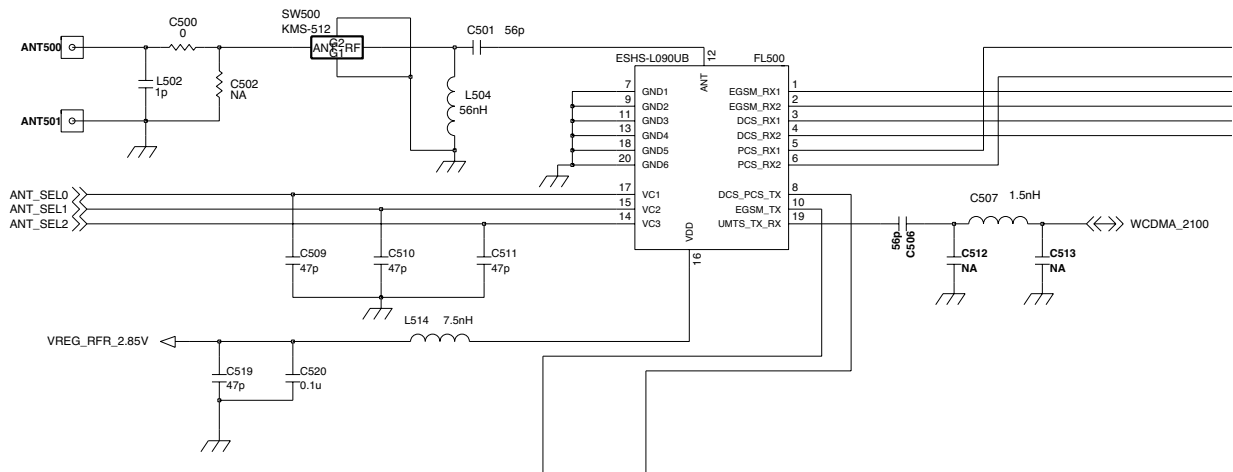 C500
0
SW500
KMS-512
C501 56p
ANT500
G2
ANT RF
G1
L502
1p
C502
NA
L504
56nH
ANT501
ESHS-L090UB
FL500
12
ANT
7 GND1
9 GND2
11 GND3
13 GND4
18 GND5
20 GND6
17 VC1
15 VC2
14 VC3
VDD
16
EGSM_RX1 1
EGSM_RX2 2
DCS_RX1 3
DCS_RX2 4
PCS_RX1 5
PCS_RX2 6
DCS_PCS_TX 8
EGSM_TX 10
UMTS_TX_RX 19
ANT_SEL0
ANT_SEL1
ANT_SEL2
C509
47p
C510
47p
C511
47p
C507 1.5nH
56p
C506
WCDMA_2100
C512
NA
C513
NA
L514 7.5nH
VREG_RFR_2.85V
C519
47p
C520
0.1u